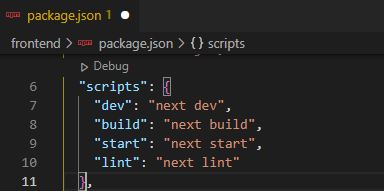 package.json 1
frontend > package.json > {} scripts
Debug
6 "scripts": {
7 "dev": "next dev",
8 "build": "next build",
9 "start": "next start",
10 "lint": "next lint"
11 },